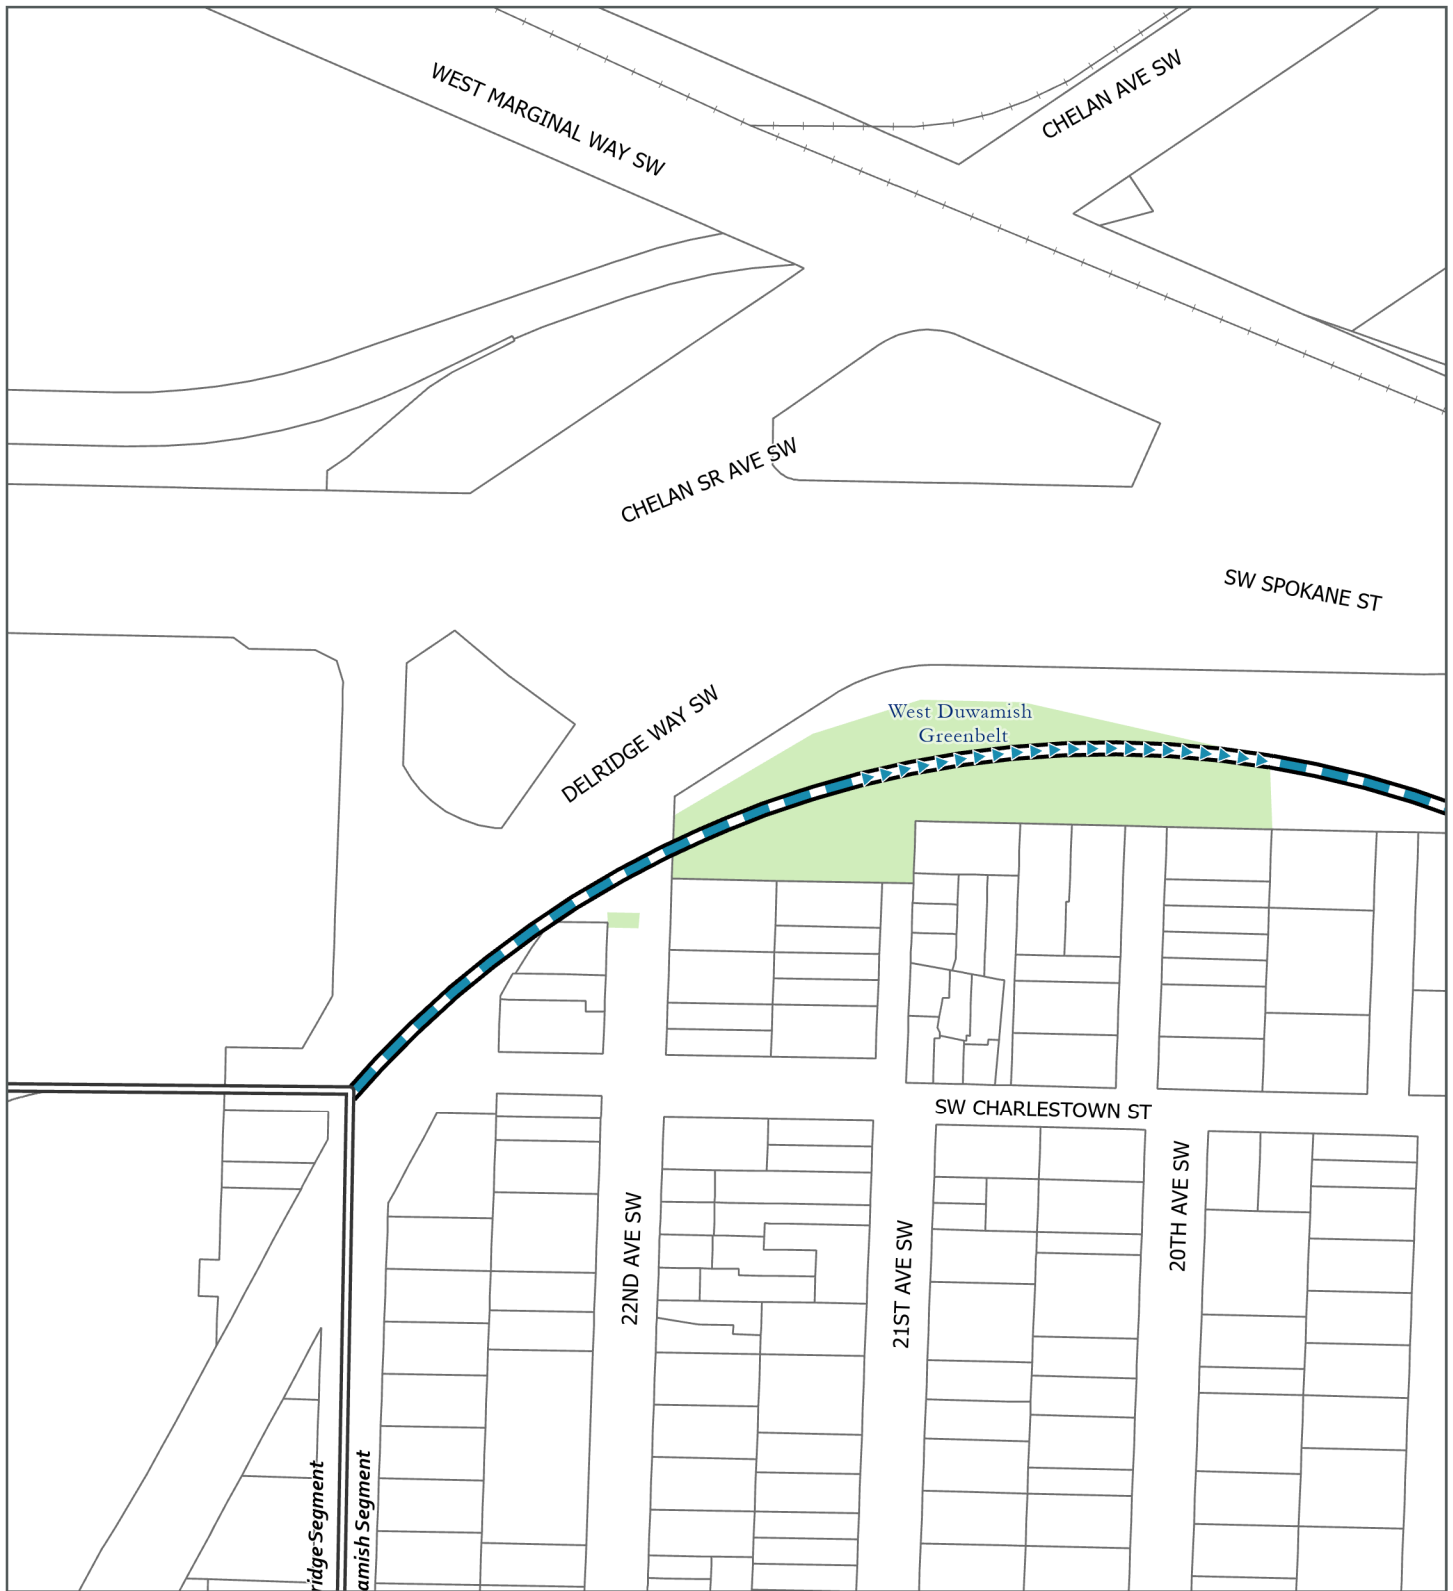 WEST MARGINAL WAY SW
CHELAN AVE SW
CHELAN SR AVE SW
SW SPOKANE ST
DELRIDGE WAY SW
West Duwamish
Greenbelt
SW CHARLESTOWN ST
22ND AVE SW
21ST AVE SW
20TH AVE SW
ridge Segment
amish Segment